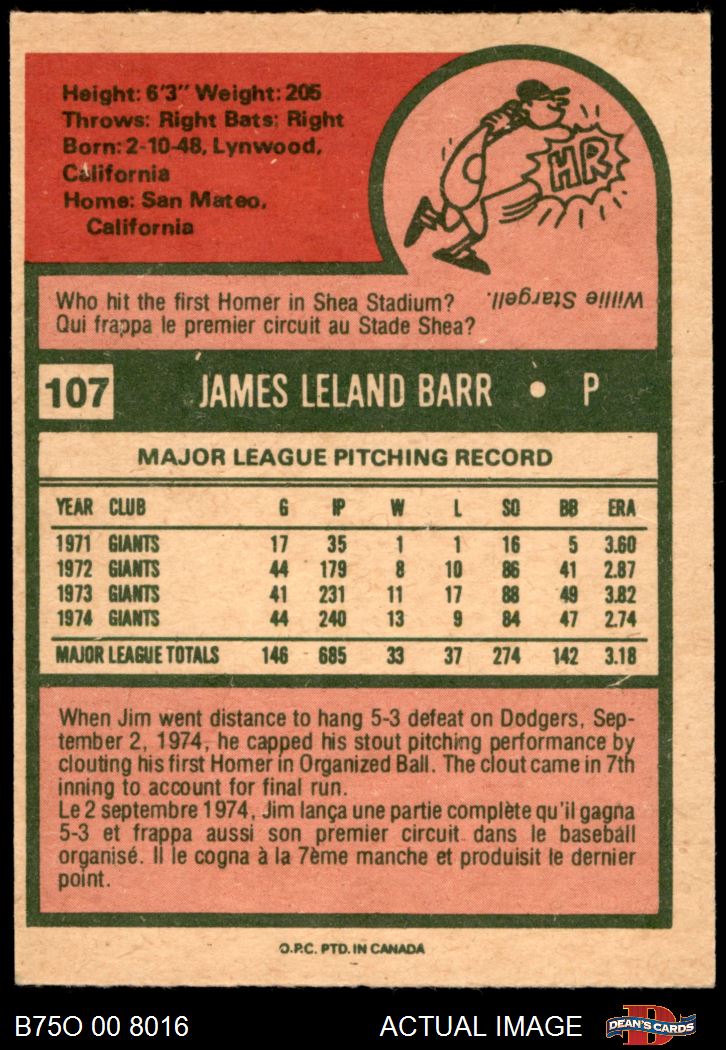 Height: 6'3" Weight: 205
Throws: Right Bats: Right
Born: 2-10-48, Lynwood,
California
Home: San Mateo,
California
HR
Who hit the first Homer in Shea Stadium?
Qui frappa le premier circuit au Stade Shea?
Willie Stargell.
107 JAMES LELAND BARR • P
MAJOR LEAGUE PITCHING RECORD
YEAR CLUB G IP W L SO BB ERA
1971 GIANTS 17 35 1 1 16 5 3.60
1972 GIANTS 44 179 8 10 86 41 2.87
1973 GIANTS 41 231 11 17 88 49 3.82
1974 GIANTS 44 240 13 9 84 47 2.74
MAJOR LEAGUE TOTALS 146 685 33 37 274 142 3.18
When Jim went distance to hang 5-3 defeat on Dodgers, Sep-
tember 2, 1974, he capped his stout pitching performance by
clouting his first Homer in Organized Ball. The clout came in 7th
inning to account for final run.
Le 2 septembre 1974, Jim lança une partie complète qu'il gagna
5-3 et frappa aussi son premier circuit dans le baseball
organisé. Il le cogna à la 7ème manche et produisit le dernier
point.
O.P.C. PTD. IN CANADA
B75O 00 8016 ACTUAL IMAGE DEAN'S CARDS